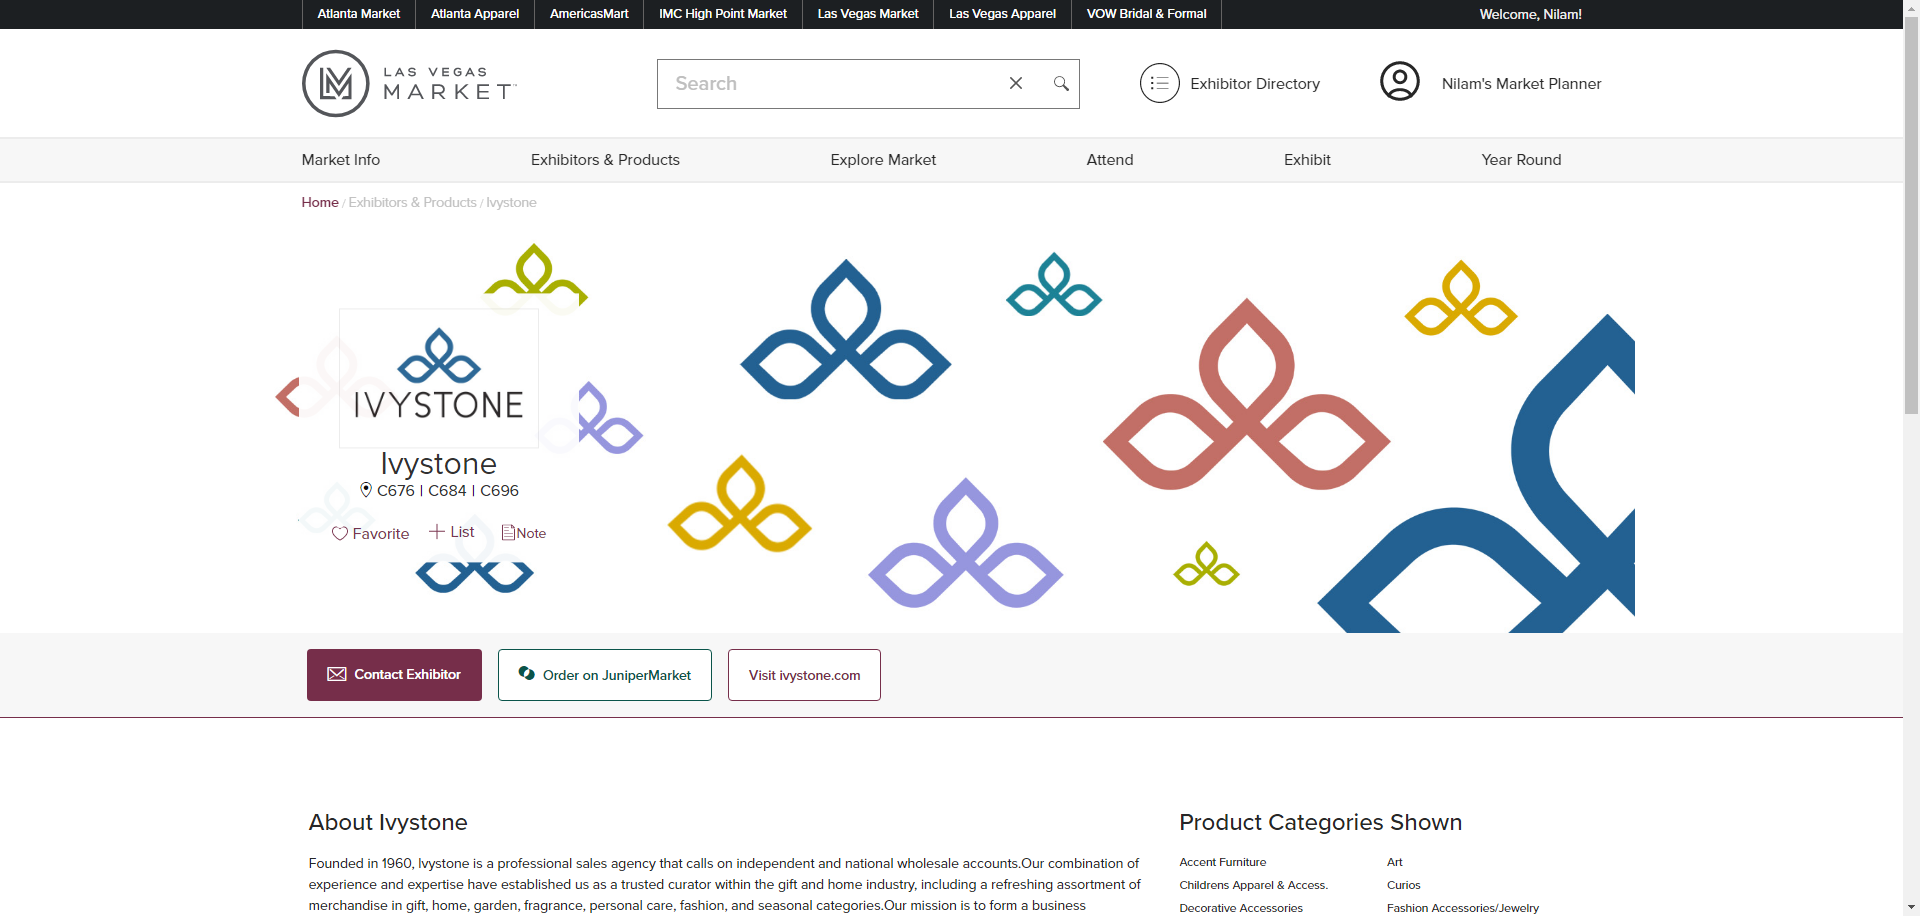 Atlanta Market Atlanta Apparel AmericasMart IMC High Point Market Las Vegas Market Las Vegas Apparel VOW Bridal & Formal Welcome, Nilam!
LAS VEGAS
MARKET
Search
Exhibitor Directory
Nilam's Market Planner
Market Info Exhibitors & Products Explore Market Attend Exhibit Year Round
Home / Exhibitors & Products / Ivystone
IVYSTONE
Ivystone
C676 | C684 | C696
Favorite List Note
Contact Exhibitor Order on JuniperMarket Visit ivystone.com
About Ivystone
Founded in 1960, Ivystone is a professional sales agency that calls on independent and national wholesale accounts.Our combination of
experience and expertise have established us as a trusted curator within the gift and home industry, including a refreshing assortment of
merchandise in gift, home, garden, fragrance, personal care, fashion, and seasonal categories.Our mission is to form a business
Product Categories Shown
Accent Furniture Art
Childrens Apparel & Access. Curios
Decorative Accessories Fashion Accessories/Jewelry